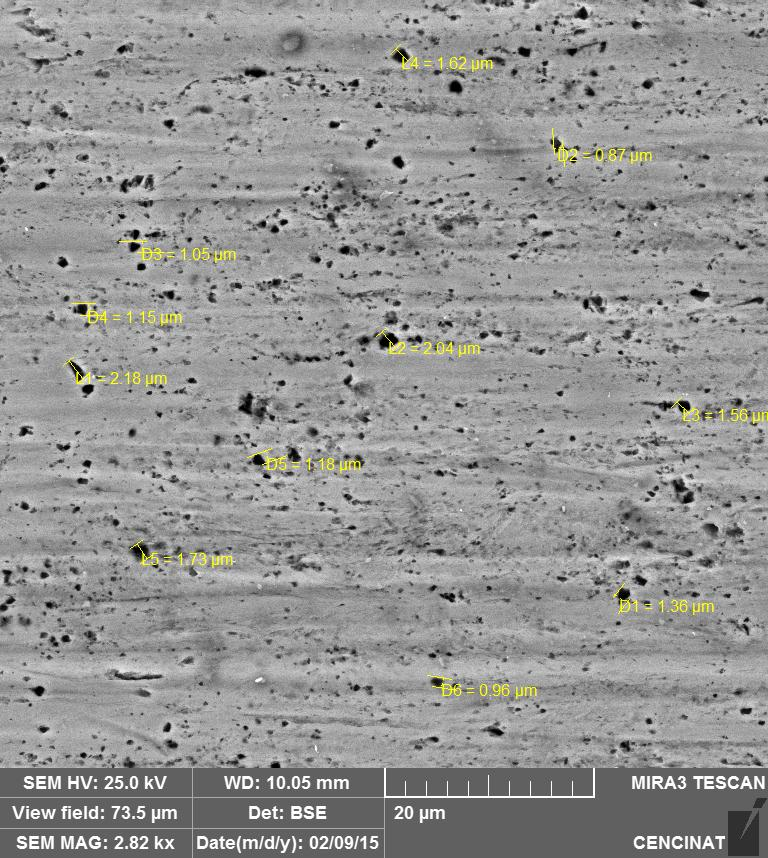 L4 = 1.62 µm
D2 = 0.87 µm
D3 = 1.05 µm
D4 = 1.15 µm
L2 = 2.04 µm
L1 = 2.18 µm
L3 = 1.56 µm
D5 = 1.18 µm
L5 = 1.73 µm
D1 = 1.36 µm
D6 = 0.96 µm
SEM HV: 25.0 kV WD: 10.05 mm MIRA3 TESCAN
View field: 73.5 µm Det: BSE 20 µm
SEM MAG: 2.82 kx Date(m/d/y): 02/09/15 CENCINAT